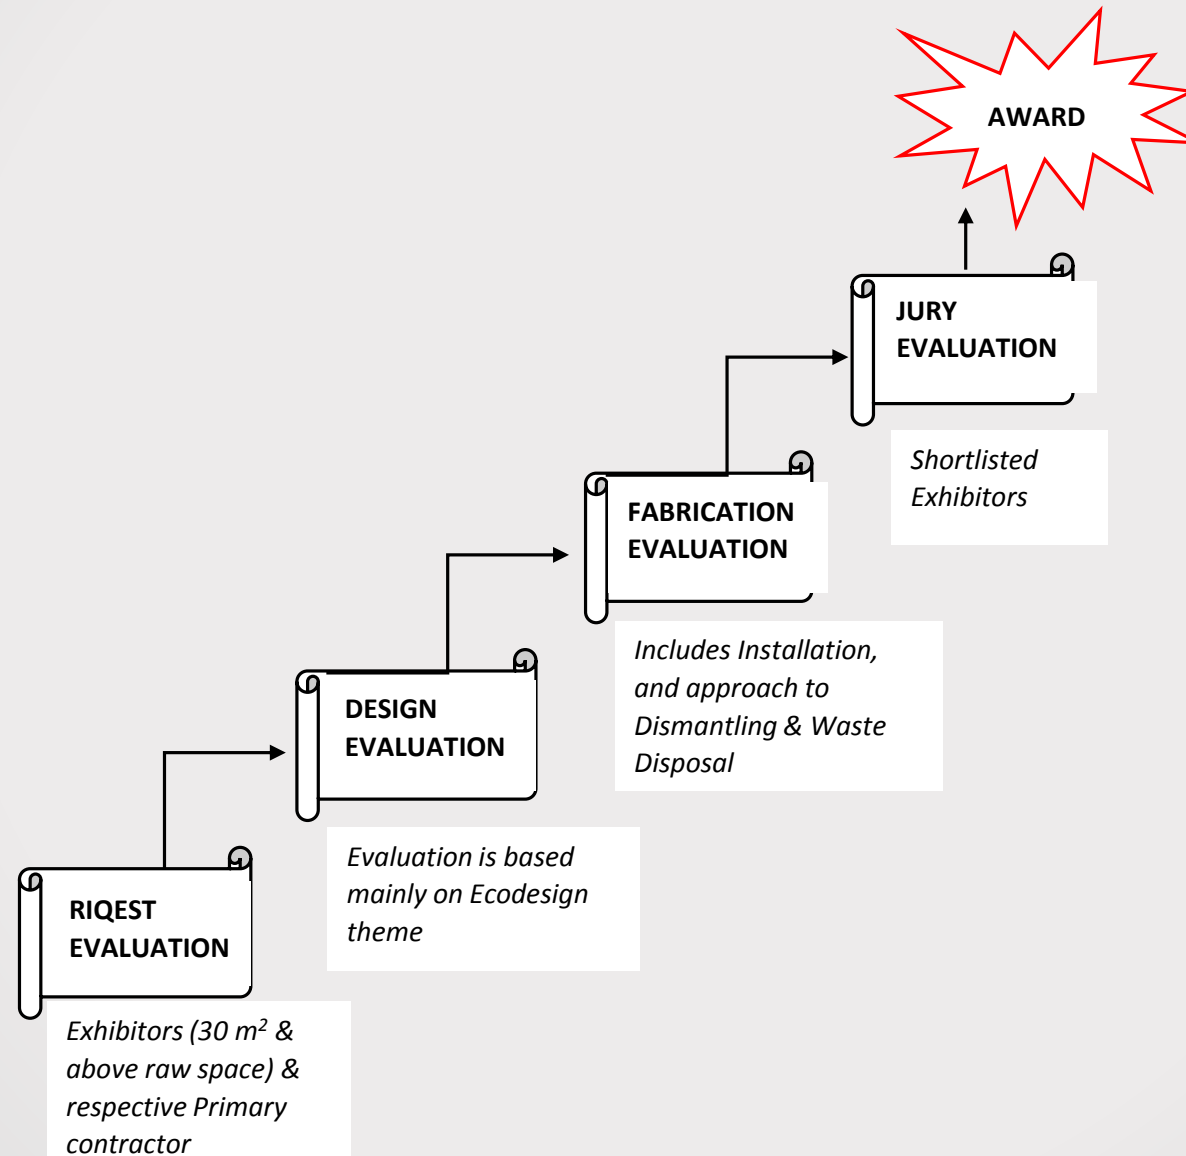 AWARD
JURY
EVALUATION
Shortlisted
Exhibitors
FABRICATION
EVALUATION
Includes Installation,
and approach to
Dismantling & Waste
Disposal
DESIGN
EVALUATION
Evaluation is based
mainly on Ecodesign
theme
RIQEST
EVALUATION
Exhibitors (30 m² &
above raw space) &
respective Primary
contractor